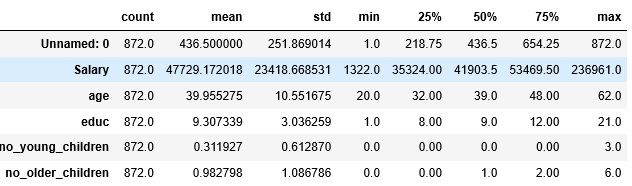 count mean std min 25% 50% 75% max
Unnamed: 0 872.0 436.500000 251.869014 1.0 218.75 436.5 654.25 872.0
Salary 872.0 47729.172018 23418.668531 1322.0 35324.00 41903.5 53469.50 236961.0
age 872.0 39.955275 10.551675 20.0 32.00 39.0 48.00 62.0
educ 872.0 9.307339 3.036259 1.0 8.00 9.0 12.00 21.0
no_young_children 872.0 0.311927 0.612870 0.0 0.00 0.0 0.00 3.0
no_older_children 872.0 0.982798 1.086786 0.0 0.00 1.0 2.00 6.0